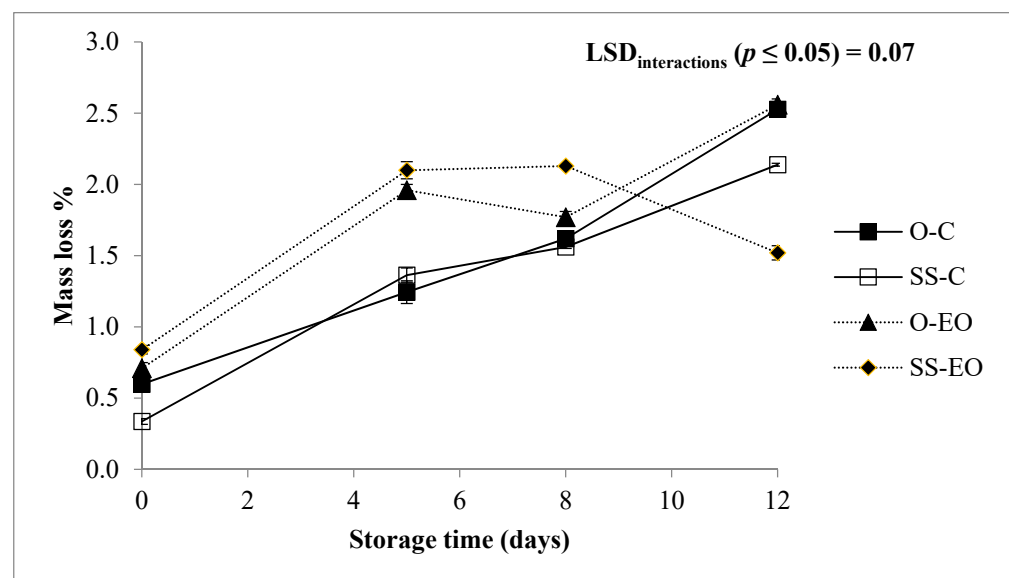 LSDinteractions (p ≤ 0.05) = 0.07
Mass loss %
3.0
2.5
2.0
1.5
1.0
0.5
0.0
0 2 4 6 8 10 12
Storage time (days)
O-C
SS-C
O-EO
SS-EO